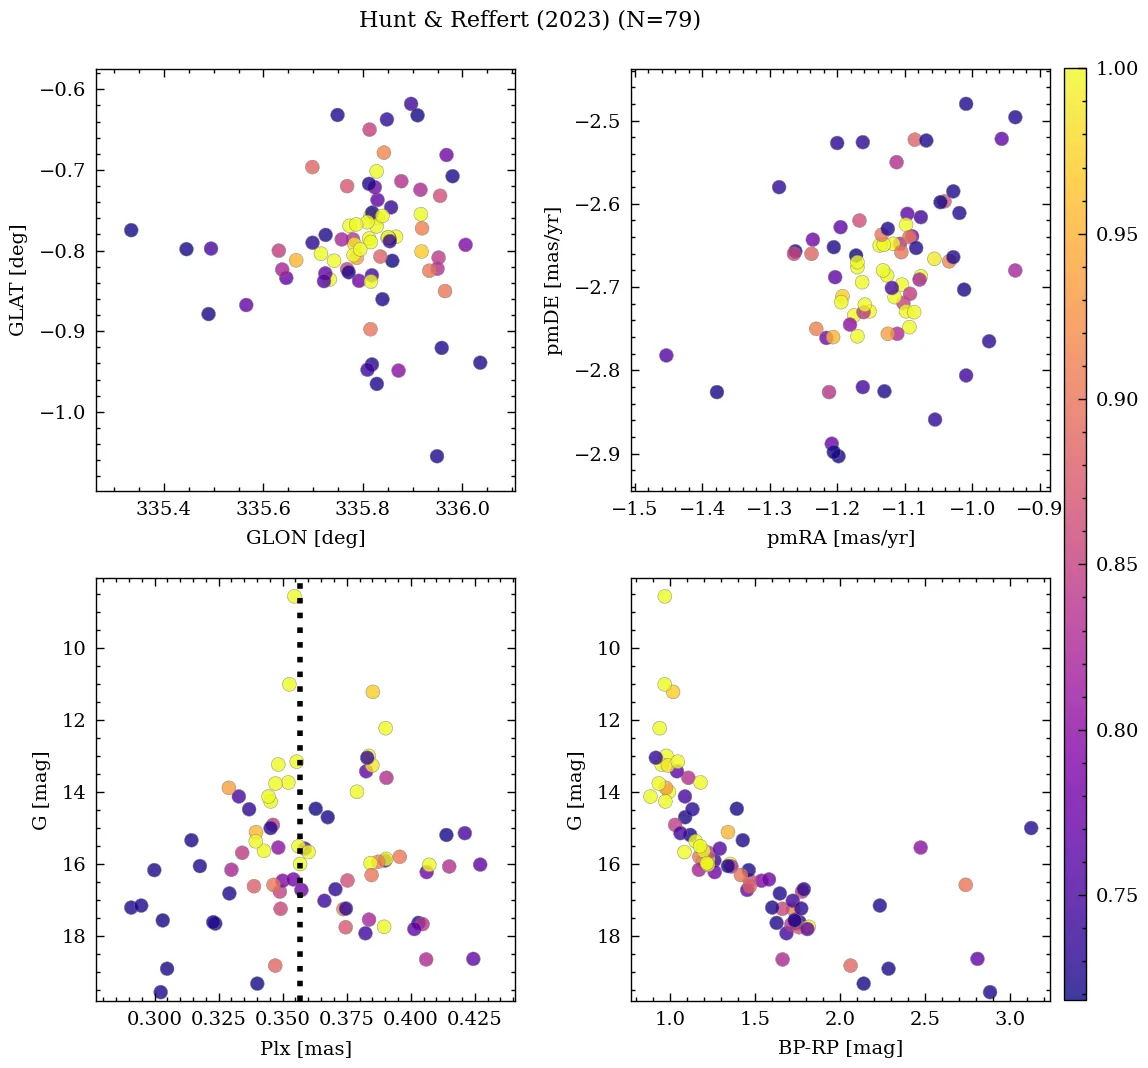 Hunt & Reffert (2023) (N=79)
−0.6
−0.7
−0.8
−0.9
−1.0
GLAT [deg]
335.4 335.6 335.8 336.0
GLON [deg]
−2.5
−2.6
−2.7
−2.8
−2.9
pmDE [mas/yr]
−1.5 −1.4 −1.3 −1.2 −1.1 −1.0 −0.9
pmRA [mas/yr]
1.00
0.95
0.90
0.85
0.80
0.75
10
12
14
16
18
G [mag]
0.300 0.325 0.350 0.375 0.400 0.425
Plx [mas]
10
12
14
16
18
G [mag]
1.0 1.5 2.0 2.5 3.0
BP-RP [mag]